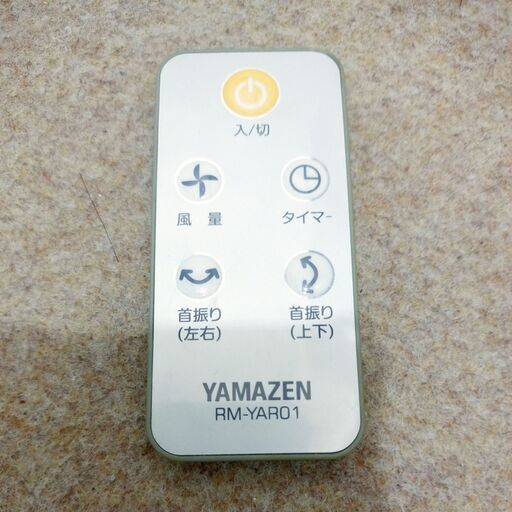 入/切
風量
タイマー
首振り
(左右)
首振り
(上下)
YAMAZEN
RM-YAR01